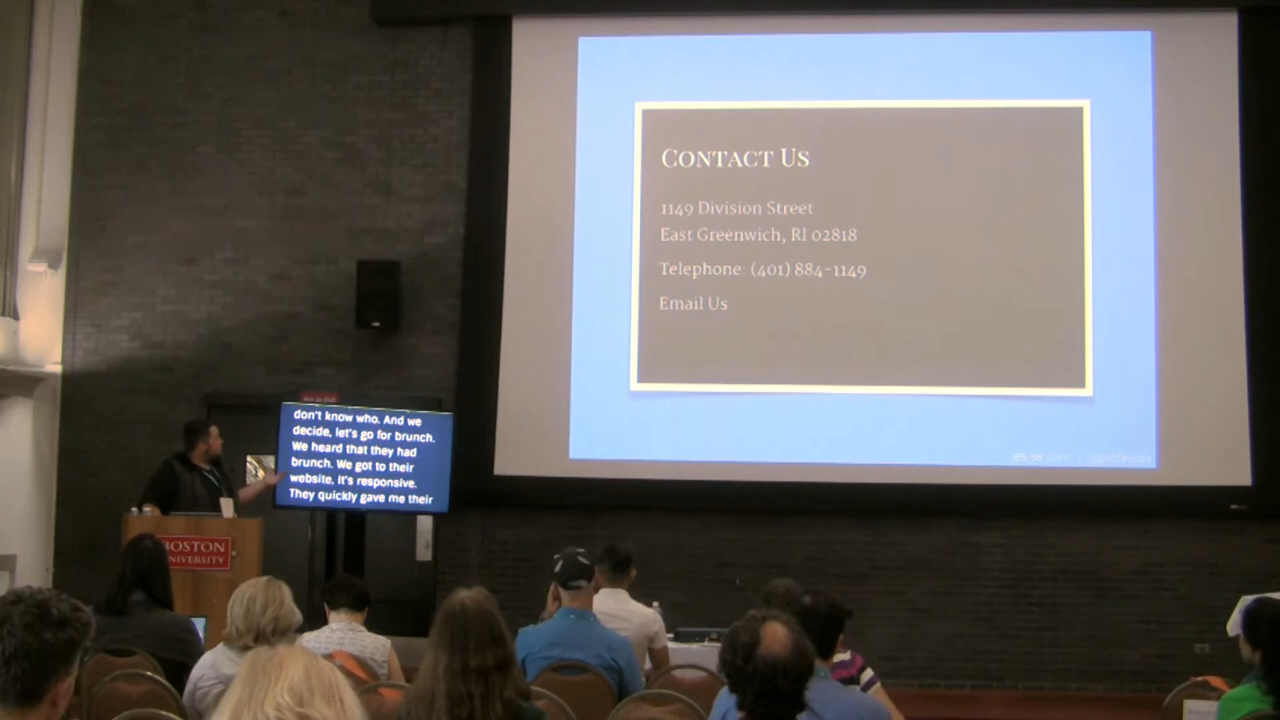 Contact Us
1149 Division Street
East Greenwich, RI 02818
Telephone: (401) 884-1149
Email Us
don't know who. And we
decide, let's go for brunch.
We heard that they had
brunch. We got to their
website, it's responsive.
They quickly gave me their
BOSTON
UNIVERSITY